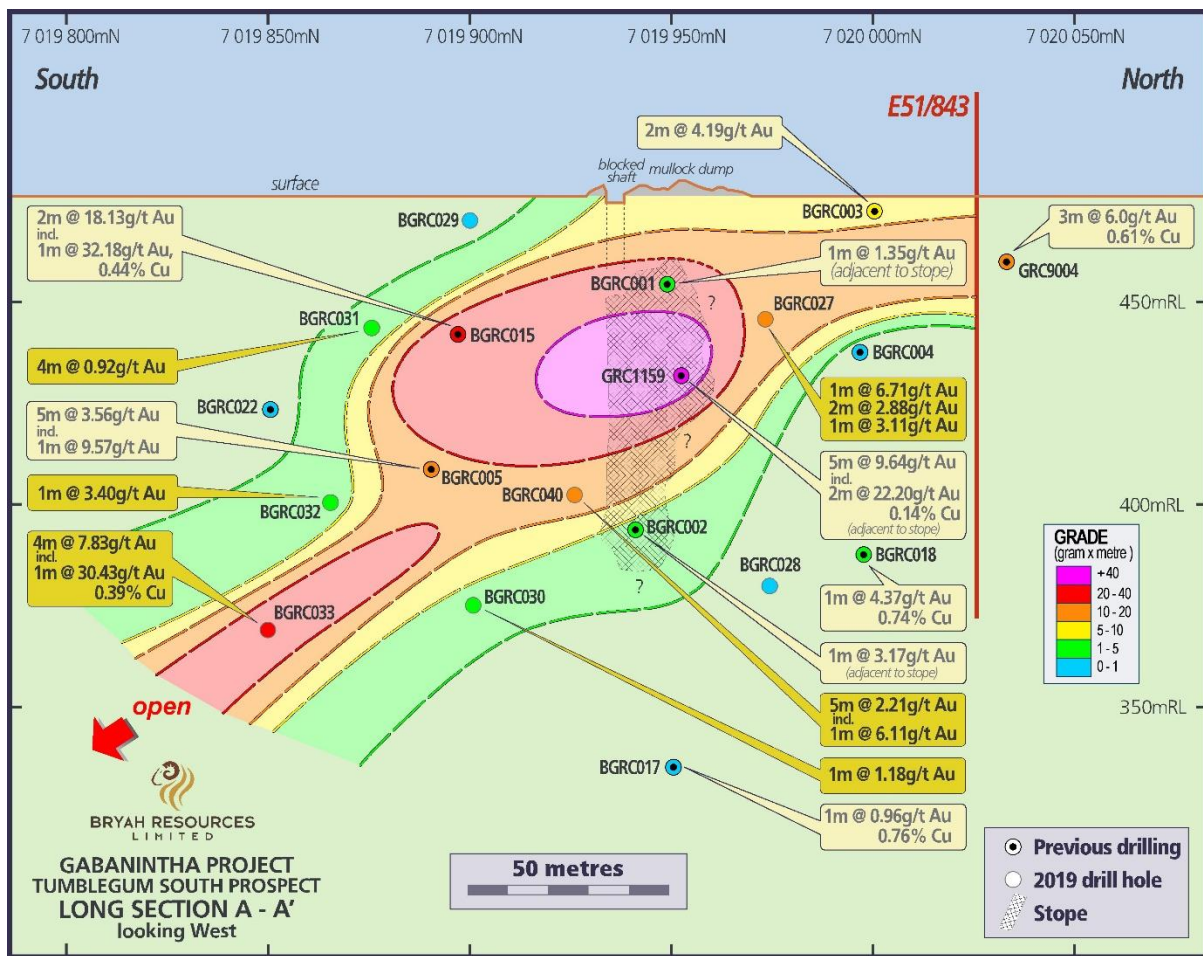 7 019 800mN
7 019 850mN
7 019 900mN
7 019 950mN
7 020 000mN
7 020 050mN
South
North
E51/843
2m @ 4.19g/t Au
blocked
shaft
mullock dump
surface
2m @ 18.13g/t Au
incl.
1m @ 32.18g/t Au,
0.44% Cu
BGRC029
BGRC003
3m @ 6.0g/t Au
0.61% Cu
GRC9004
1m @ 1.35g/t Au
(adjacent to stope)
BGRC001
?
BGRC027
450mRL
BGRC031
BGRC015
BGRC004
4m @ 0.92g/t Au
GRC1159
BGRC022
1m @ 6.71g/t Au
2m @ 2.88g/t Au
1m @ 3.11g/t Au
5m @ 3.56g/t Au
incl.
1m @ 9.57g/t Au
?
BGRC005
5m @ 9.64g/t Au
incl.
2m @ 22.20g/t Au
0.14% Cu
(adjacent to stope)
1m @ 3.40g/t Au
BGRC032
BGRC040
400mRL
BGRC002
4m @ 7.83g/t Au
incl.
1m @ 30.43g/t Au
0.39% Cu
BGRC018
BGRC028
?
GRADE
(gram x metre )
+40
20 - 40
10 - 20
5 - 10
1 - 5
0 - 1
BGRC033
BGRC030
1m @ 4.37g/t Au
0.74% Cu
1m @ 3.17g/t Au
(adjacent to stope)
open
5m @ 2.21g/t Au
incl.
1m @ 6.11g/t Au
350mRL
BGRC017
1m @ 1.18g/t Au
1m @ 0.96g/t Au
0.76% Cu
BRYAH RESOURCES
LIMITED
GABANINTHA PROJECT
TUMBLEGUM SOUTH PROSPECT
LONG SECTION A - A'
looking West
50 metres
Previous drilling
2019 drill hole
Stope